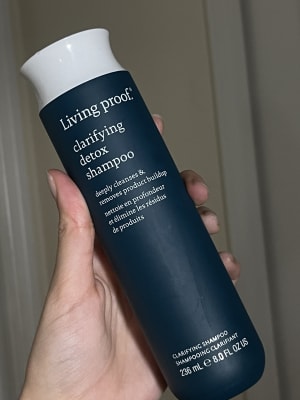 Living proof.®
clarifying
detox
shampoo
deeply cleanses &
removes product buildup
nettoie en profondeur
et élimine les résidus
de produits
CLARIFYING SHAMPOO
SHAMPOOING CLARIFIANT
236 mL ℮ 8.0 FL OZ US